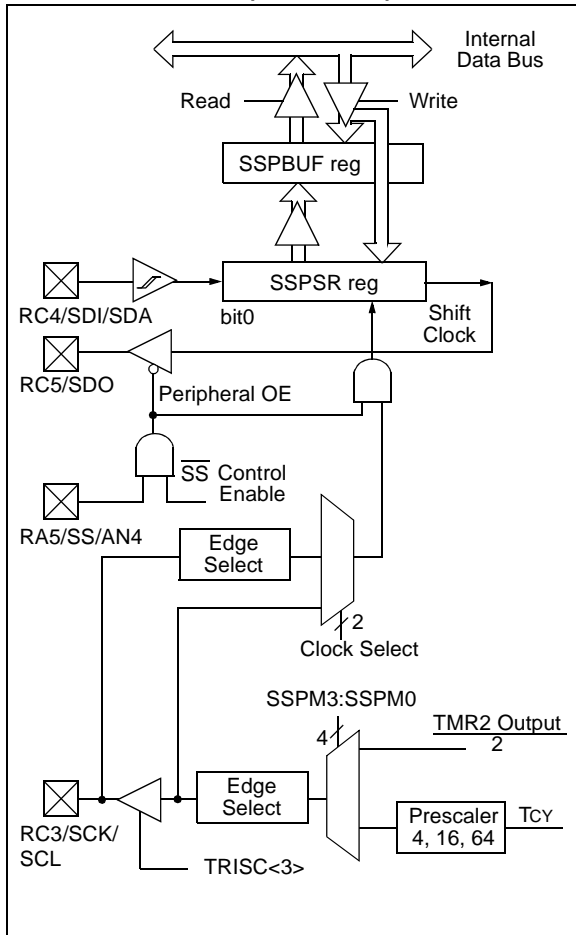 Internal
Data Bus
Read
Write
SSPBUF reg
SSPSR reg
RC4/SDI/SDA
bit0
Shift
Clock
RC5/SDO
Peripheral OE
SS Control
Enable
RA5/SS/AN4
Edge
Select
2
Clock Select
SSPM3:SSPM0
TMR2 Output
2
4
Edge
Select
Prescaler
4, 16, 64
TCY
RC3/SCK/
SCL
TRISC<3>